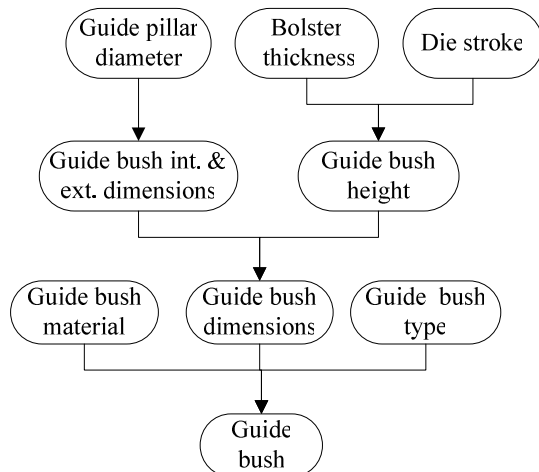 Guide pillar
diameter
Bolster
thickness
Die stroke
Guide bush int. &
ext. dimensions
Guide bush
height
Guide bush
material
Guide bush
dimensions
Guide bush
type
Guide
bush